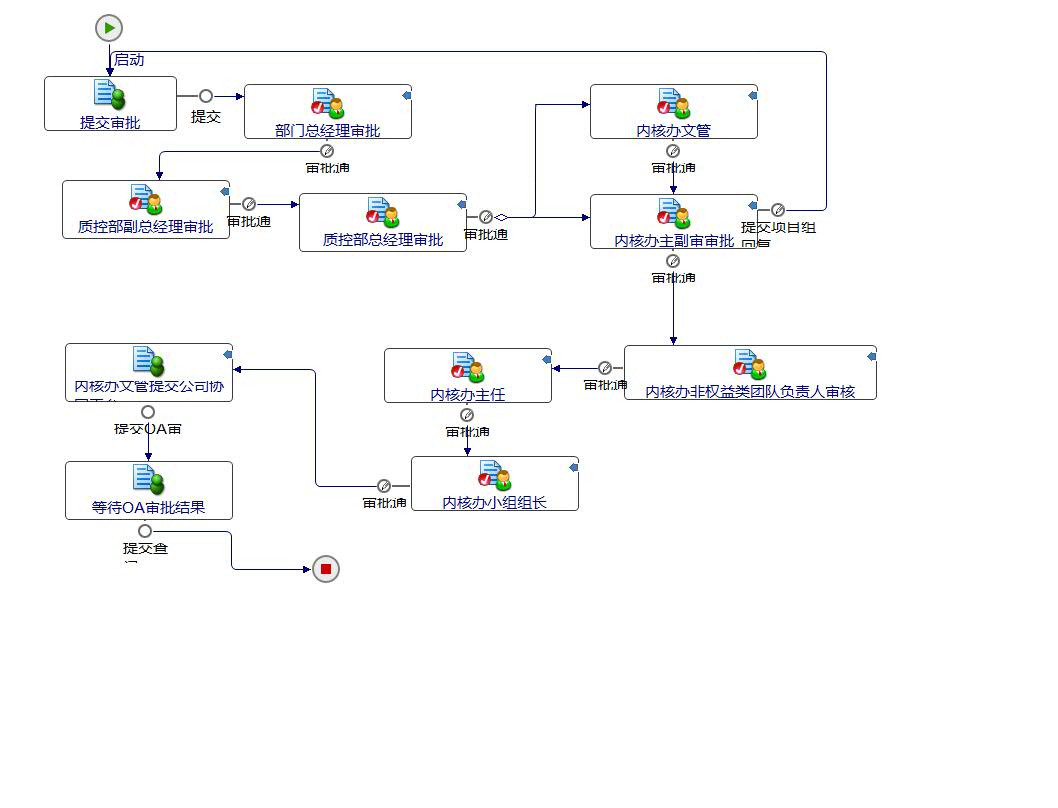 启动
提交审批
提交
部门总经理审批
审批通
质控部副总经理审批
审批通
质控部总经理审批
审批通
内核办文管
审批通
内核办主副审审批
提交项目组
回复
审批通
内核办非权益类团队负责人审核
审批通
内核办主任
审批通
内核办小组组长
审批通
内核办文管提交公司协
提交OA审
等待OA审批结果
提交查